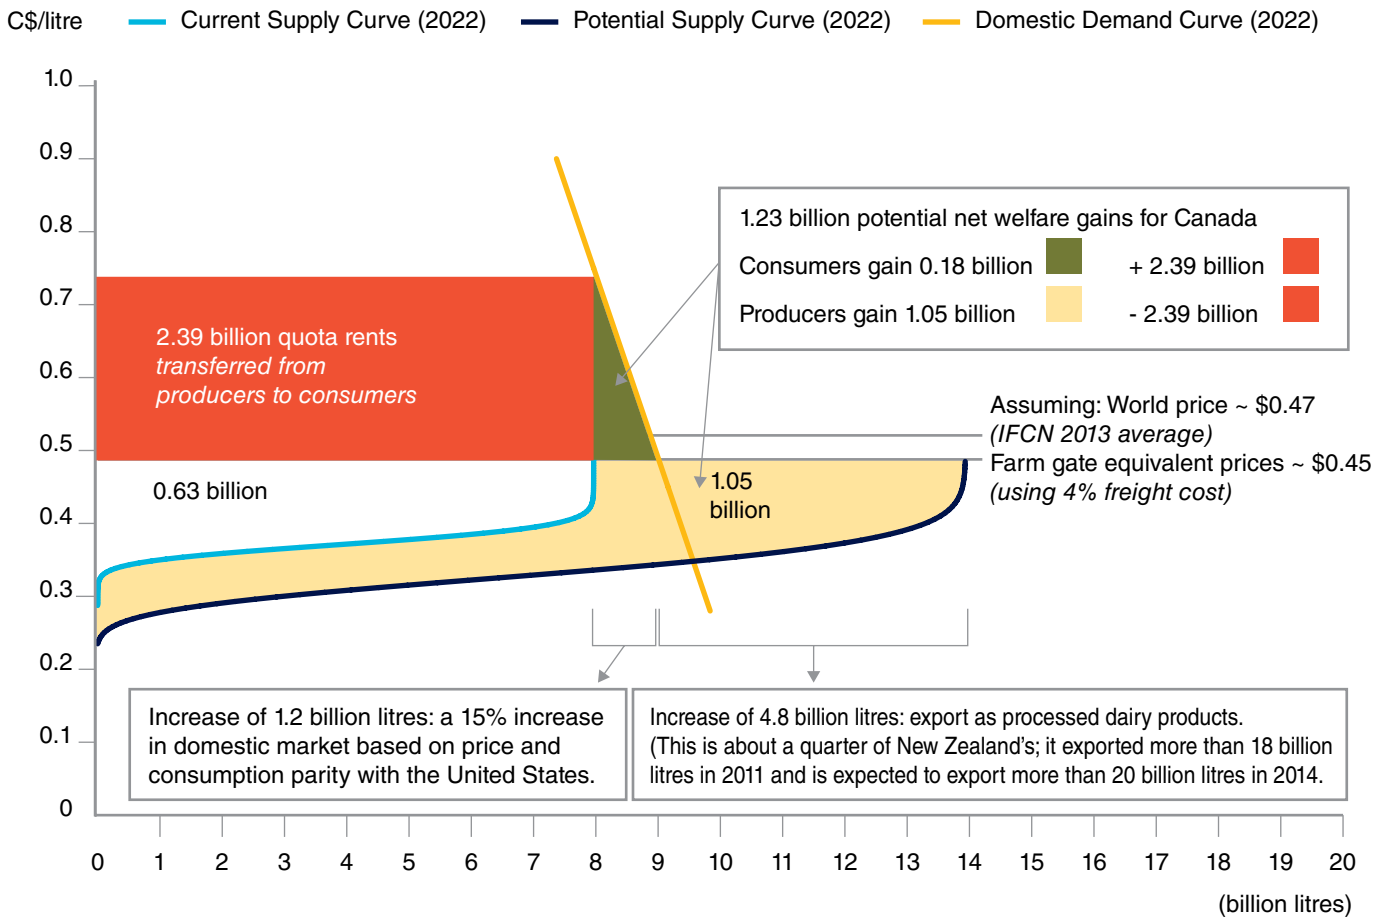 C$/litre
Current Supply Curve (2022)
Potential Supply Curve (2022)
Domestic Demand Curve (2022)
1.0
0.9
0.8
0.7
0.6
0.5
0.4
0.3
0.2
0.1
0
1.23 billion potential net welfare gains for Canada
Consumers gain 0.18 billion
+ 2.39 billion
Producers gain 1.05 billion
- 2.39 billion
2.39 billion quota rents
transferred from
producers to consumers
Assuming: World price ~ $0.47
(IFCN 2013 average)
Farm gate equivalent prices ~ $0.45
(using 4% freight cost)
0.63 billion
1.05
billion
Increase of 1.2 billion litres: a 15% increase
in domestic market based on price and
consumption parity with the United States.
Increase of 4.8 billion litres: export as processed dairy products.
(This is about a quarter of New Zealand's; it exported more than 18 billion
litres in 2011 and is expected to export more than 20 billion litres in 2014.
0 1 2 3 4 5 6 7 8 9 10 11 12 13 14 16 17 17 18 19 20
(billion litres)